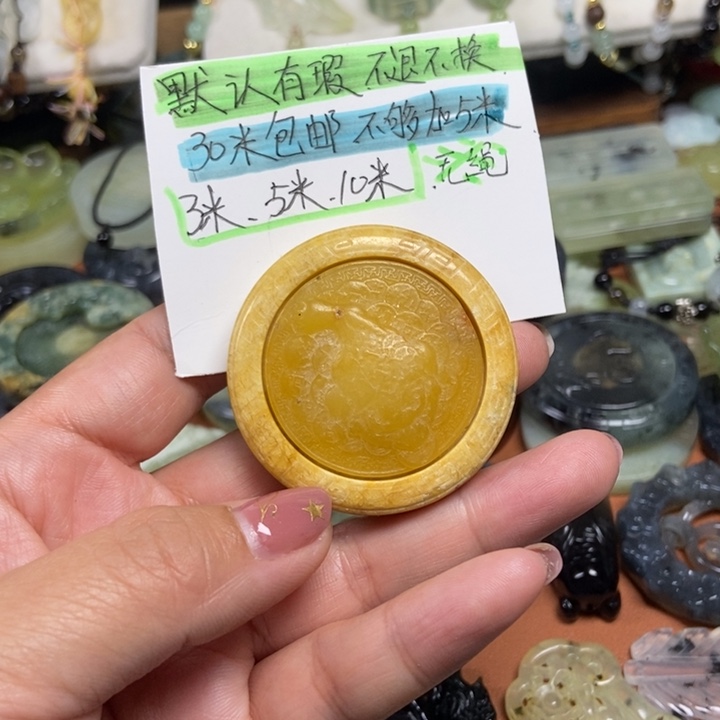 默认有瑕 不退不换
30米包邮 不够加5米
3米、5米、10米 无绳